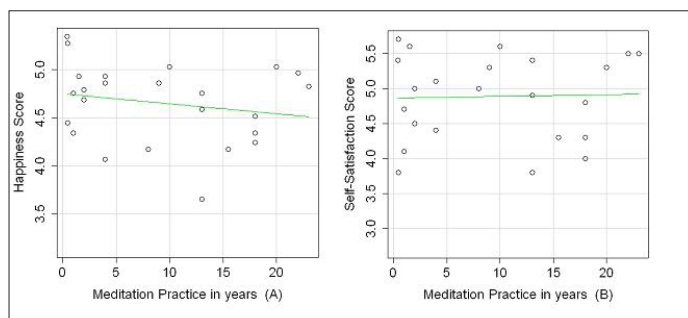 Happiness Score
5.0
4.5
4.0
3.5
0 5 10 15 20
Meditation Practice in years (A)
Self-Satisfaction Score
5.5
5.0
4.5
4.0
3.5
3.0
0 5 10 15 20
Meditation Practice in years (B)